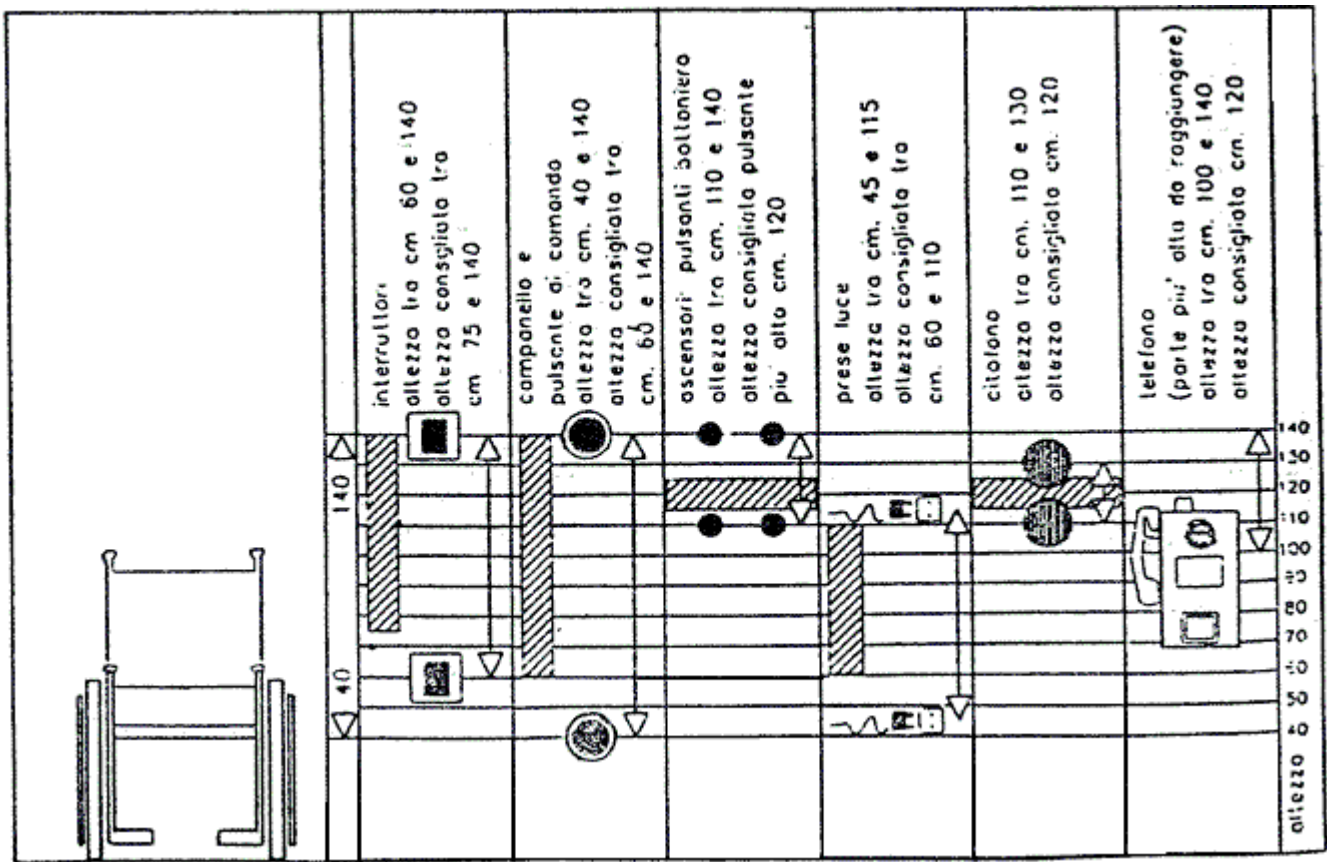 140
40
interruttori
altezza tra cm 60 e 140
altezza consigliata tra
cm 75 e 140
campanello e
pulsante di comando
altezza tra cm. 40 e 140
altezza consigliata tra
cm. 60 e 140
ascensori pulsanti bottoniera
altezza tra cm. 110 e 140
altezza consigliata pulsante
piu' alto cm. 120
prese luce
altezza tra cm. 45 e 115
altezza consigliata tra
cm. 60 e 110
citofono
altezza tra cm. 110 e 130
altezza consigliata cm. 120
telefono
(parte piu' alta da raggiungere)
altezza tra cm. 100 e 140
altezza consigliata cm. 120
140
130
120
110
100
90
80
70
60
50
40
altezza